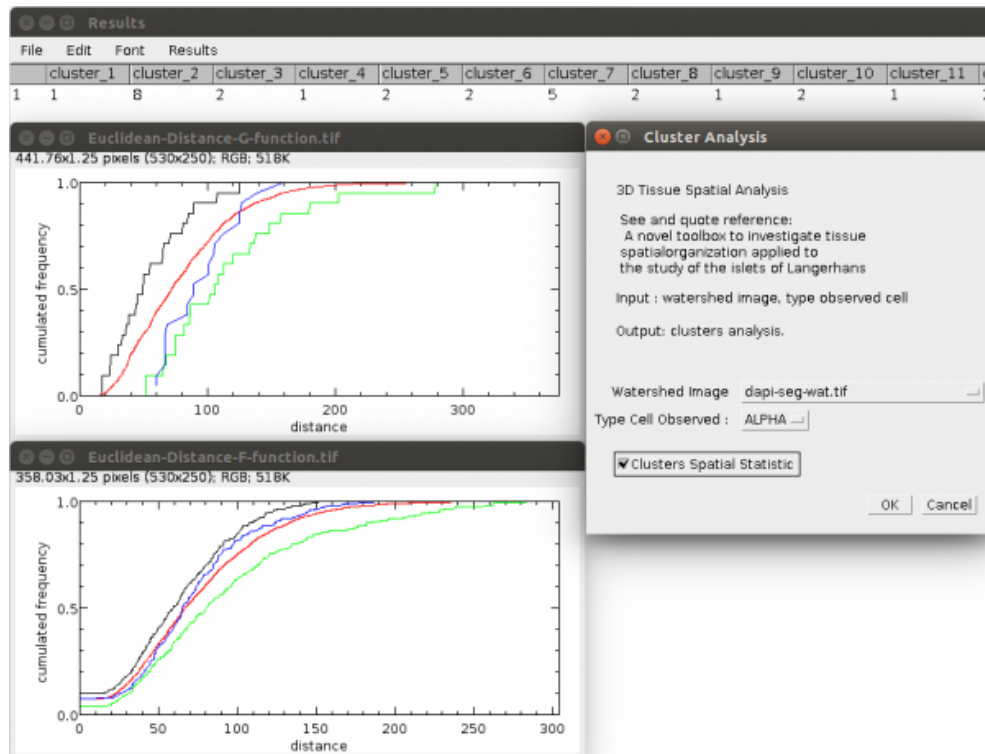 Results
File Edit Font Results
cluster_1 cluster_2 cluster_3 cluster_4 cluster_5 cluster_6 cluster_7 cluster_8 cluster_9 cluster_10 cluster_11
1 1 8 2 1 2 2 5 2 1 2 1
Euclidean-Distance-G-function.tif
441.76x1.25 pixels (530x250); RGB; 518K
1.0
0.5
0.0
cumulated frequency
0 100 200 300
distance
Euclidean-Distance-F-function.tif
358.03x1.25 pixels (530x250); RGB; 518K
1.0
0.5
0.0
cumulated frequency
0 50 100 150 200 250 300
distance
Cluster Analysis
3D Tissue Spatial Analysis
See and quote reference:
A novel toolbox to investigate tissue
spatialorganization applied to
the study of the islets of Langerhans
Input : watershed image, type observed cell
Output: clusters analysis.
Watershed Image dapi-seg-wat.tif
Type Cell Observed : ALPHA
Clusters Spatial Statistic
OK Cancel